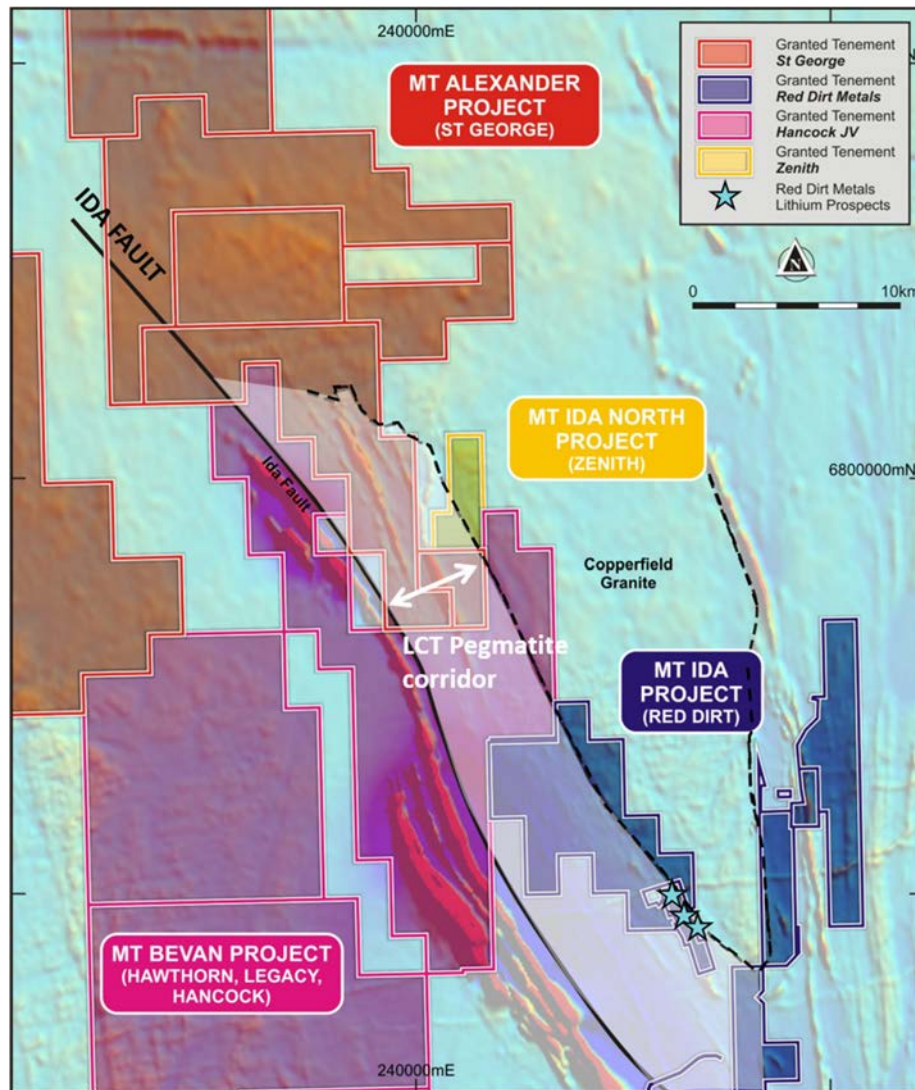 240000mE
Granted Tenement
St George
Granted Tenement
Red Dirt Metals
Granted Tenement
Hancock JV
Granted Tenement
Zenith
Red Dirt Metals
Lithium Prospects
N
0
10km
MT ALEXANDER
PROJECT
(ST GEORGE)
IDA FAULT
MT IDA NORTH
PROJECT
(ZENITH)
6800000mN
Ida Fault
Copperfield
Granite
LCT Pegmatite
corridor
MT IDA
PROJECT
(RED DIRT)
MT BEVAN PROJECT
(HAWTHORN, LEGACY,
HANCOCK)
240000mE